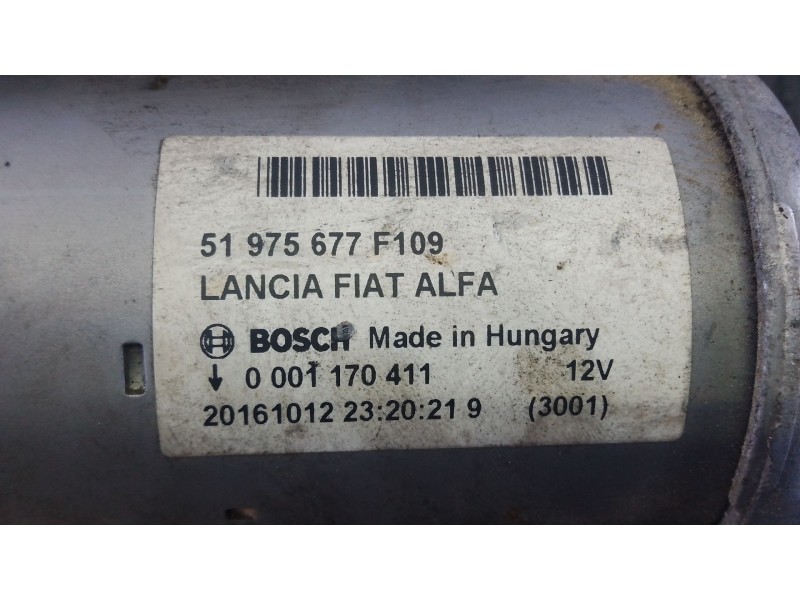 51 975 677 F109
LANCIA FIAT ALFA
BOSCH Made in Hungary
0 001 170 411 12V
20161012 23:20:21 9 (3001)